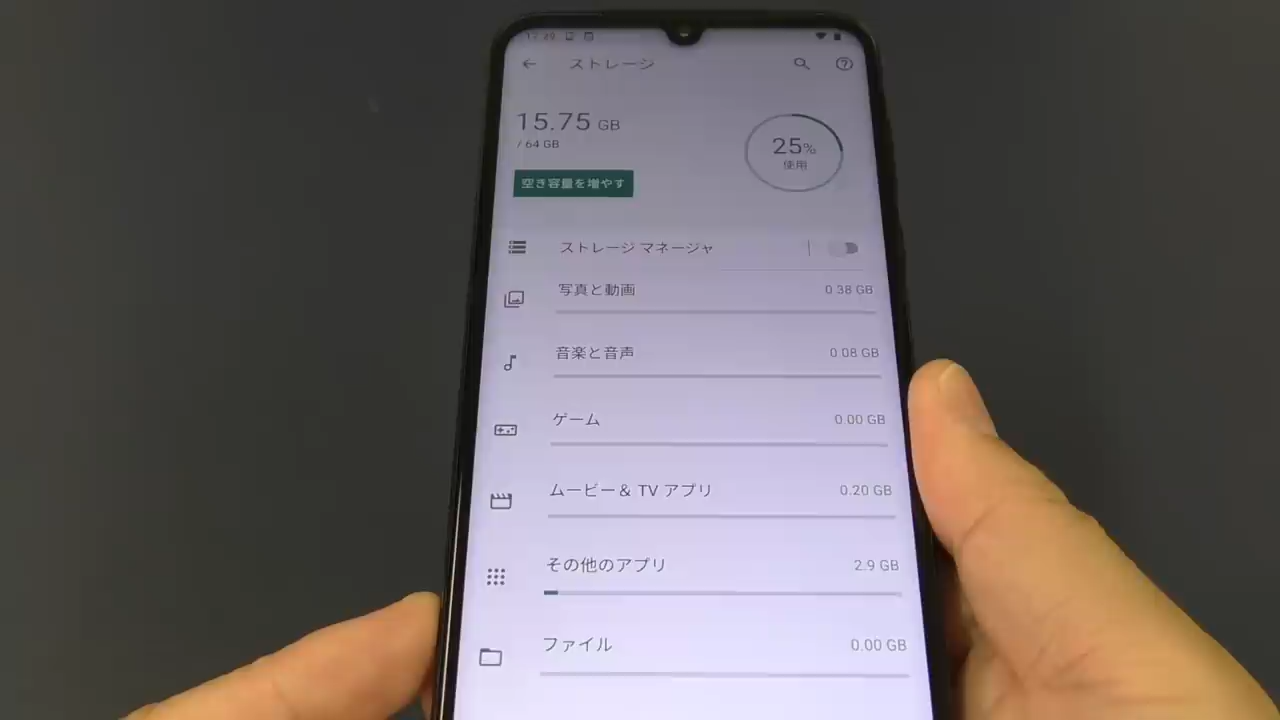 17:39
ストレージ
15.75 GB
/ 64 GB
25%
使用
空き容量を増やす
ストレージ マネージャ
写真と動画 0.38 GB
音楽と音声 0.08 GB
ゲーム 0.00 GB
ムービー& TV アプリ 0.20 GB
その他のアプリ 2.9 GB
ファイル 0.00 GB